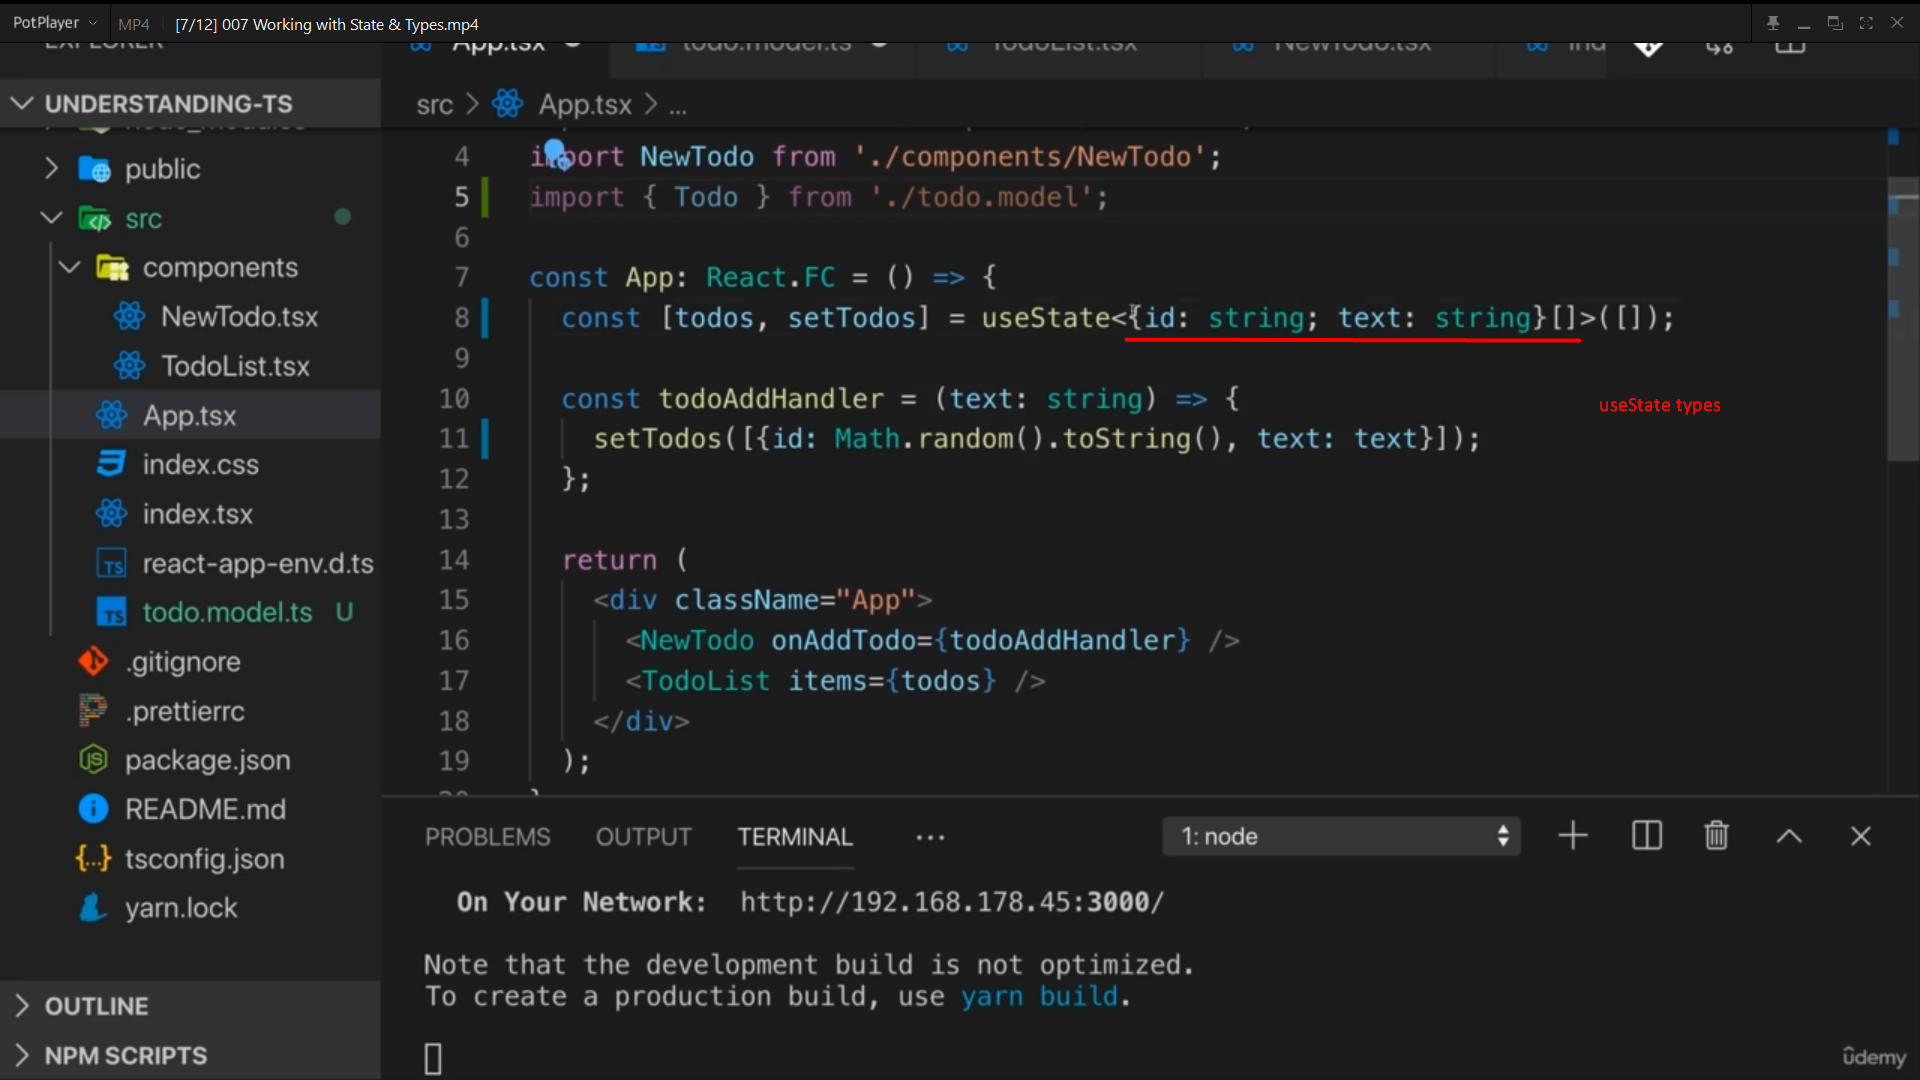 PotPlayer MP4 [7/12] 007 Working with State & Types.mp4
EXPLORER App.tsx todo.model.ts TodoList.tsx NewTodo.tsx ind
UNDERSTANDING-TS
src > App.tsx > ...
node_modules
public
src
components
NewTodo.tsx
TodoList.tsx
App.tsx
index.css
index.tsx
react-app-env.d.ts
todo.model.ts U
.gitignore
.prettierrc
package.json
README.md
tsconfig.json
yarn.lock
OUTLINE
NPM SCRIPTS
4 import NewTodo from './components/NewTodo';
5 import { Todo } from './todo.model';
6
7 const App: React.FC = () => {
8 const [todos, setTodos] = useState<{id: string; text: string}[]>([]);
9
10 const todoAddHandler = (text: string) => {
useState types
11 setTodos([{id: Math.random().toString(), text: text}]);
12 };
13
14 return (
15 <div className="App">
16 <NewTodo onAddTodo={todoAddHandler} />
17 <TodoList items={todos} />
18 </div>
19 );
PROBLEMS OUTPUT TERMINAL ... 1: node
On Your Network: http://192.168.178.45:3000/
Note that the development build is not optimized.
To create a production build, use yarn build.
ûdemy